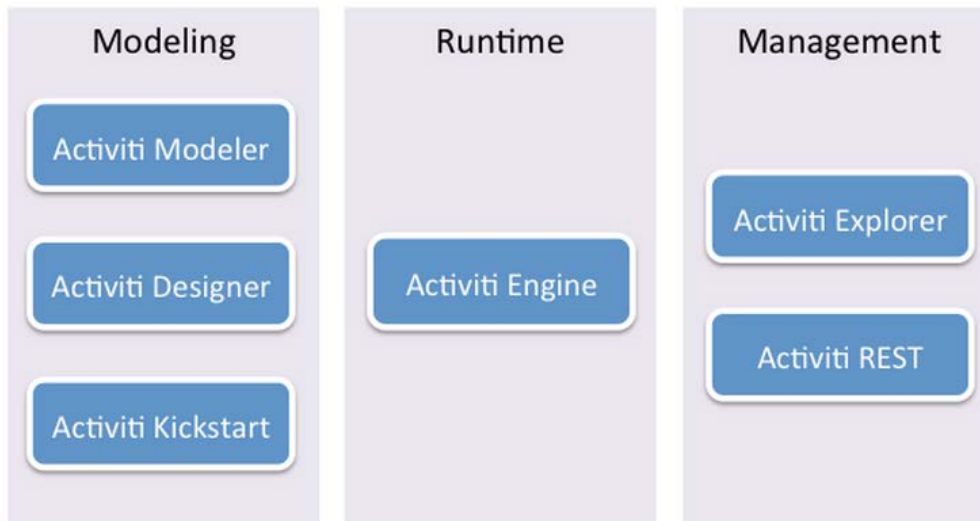 Modeling
Activiti Modeler
Activiti Designer
Activiti Kickstart
Runtime
Activiti Engine
Management
Activiti Explorer
Activiti REST